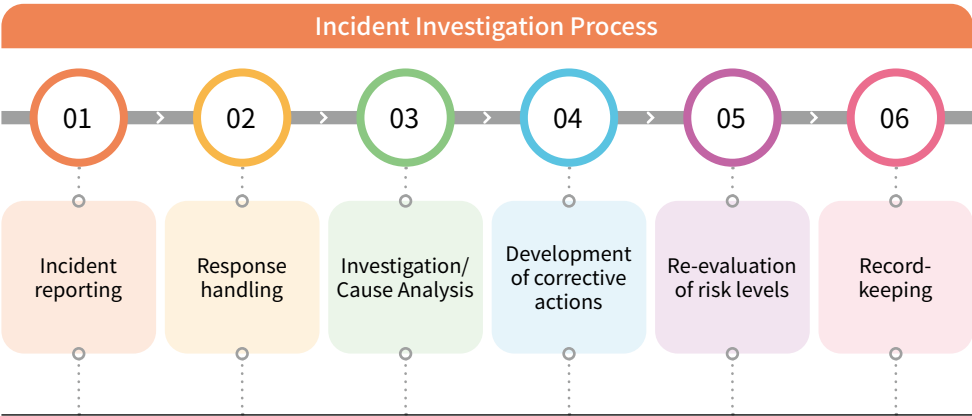 Incident Investigation Process
01
02
03
04
05
06
Incident
reporting
Response
handling
Investigation/
Cause Analysis
Development
of corrective
actions
Re-evaluation
of risk levels
Record-
keeping